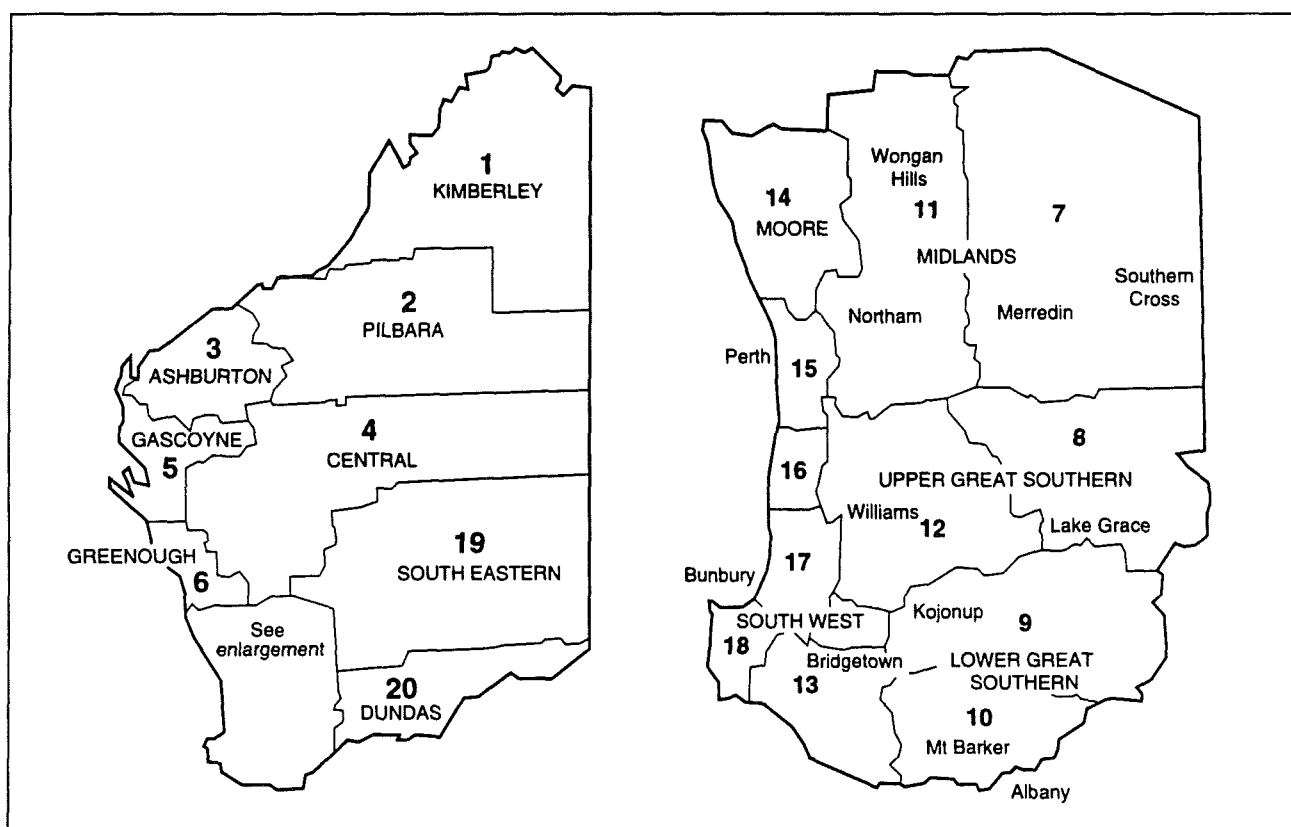 1
KIMBERLEY
2
PILBARA
3
ASHBURTON
GASCOYNE
5
4
CENTRAL
GREENOUGH
6
19
SOUTH EASTERN
See
enlargement
20
DUNDAS
14
MOORE
Wongan
Hills
11
7
MIDLANDS
Southern
Cross
Northam
Merredin
Perth
15
8
16
UPPER GREAT SOUTHERN
Williams
12
Lake Grace
17
Bunbury
SOUTH WEST
18
Kojonup
9
Bridgetown
13
LOWER GREAT
SOUTHERN
10
Mt Barker
Albany